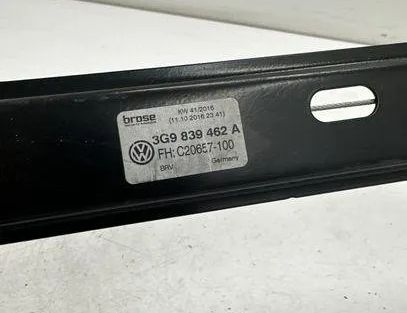 brose
KW 41/2016
(11.10.2016 23:41)
3G9 839 462 A
FH: C20657-100
BRV
Germany